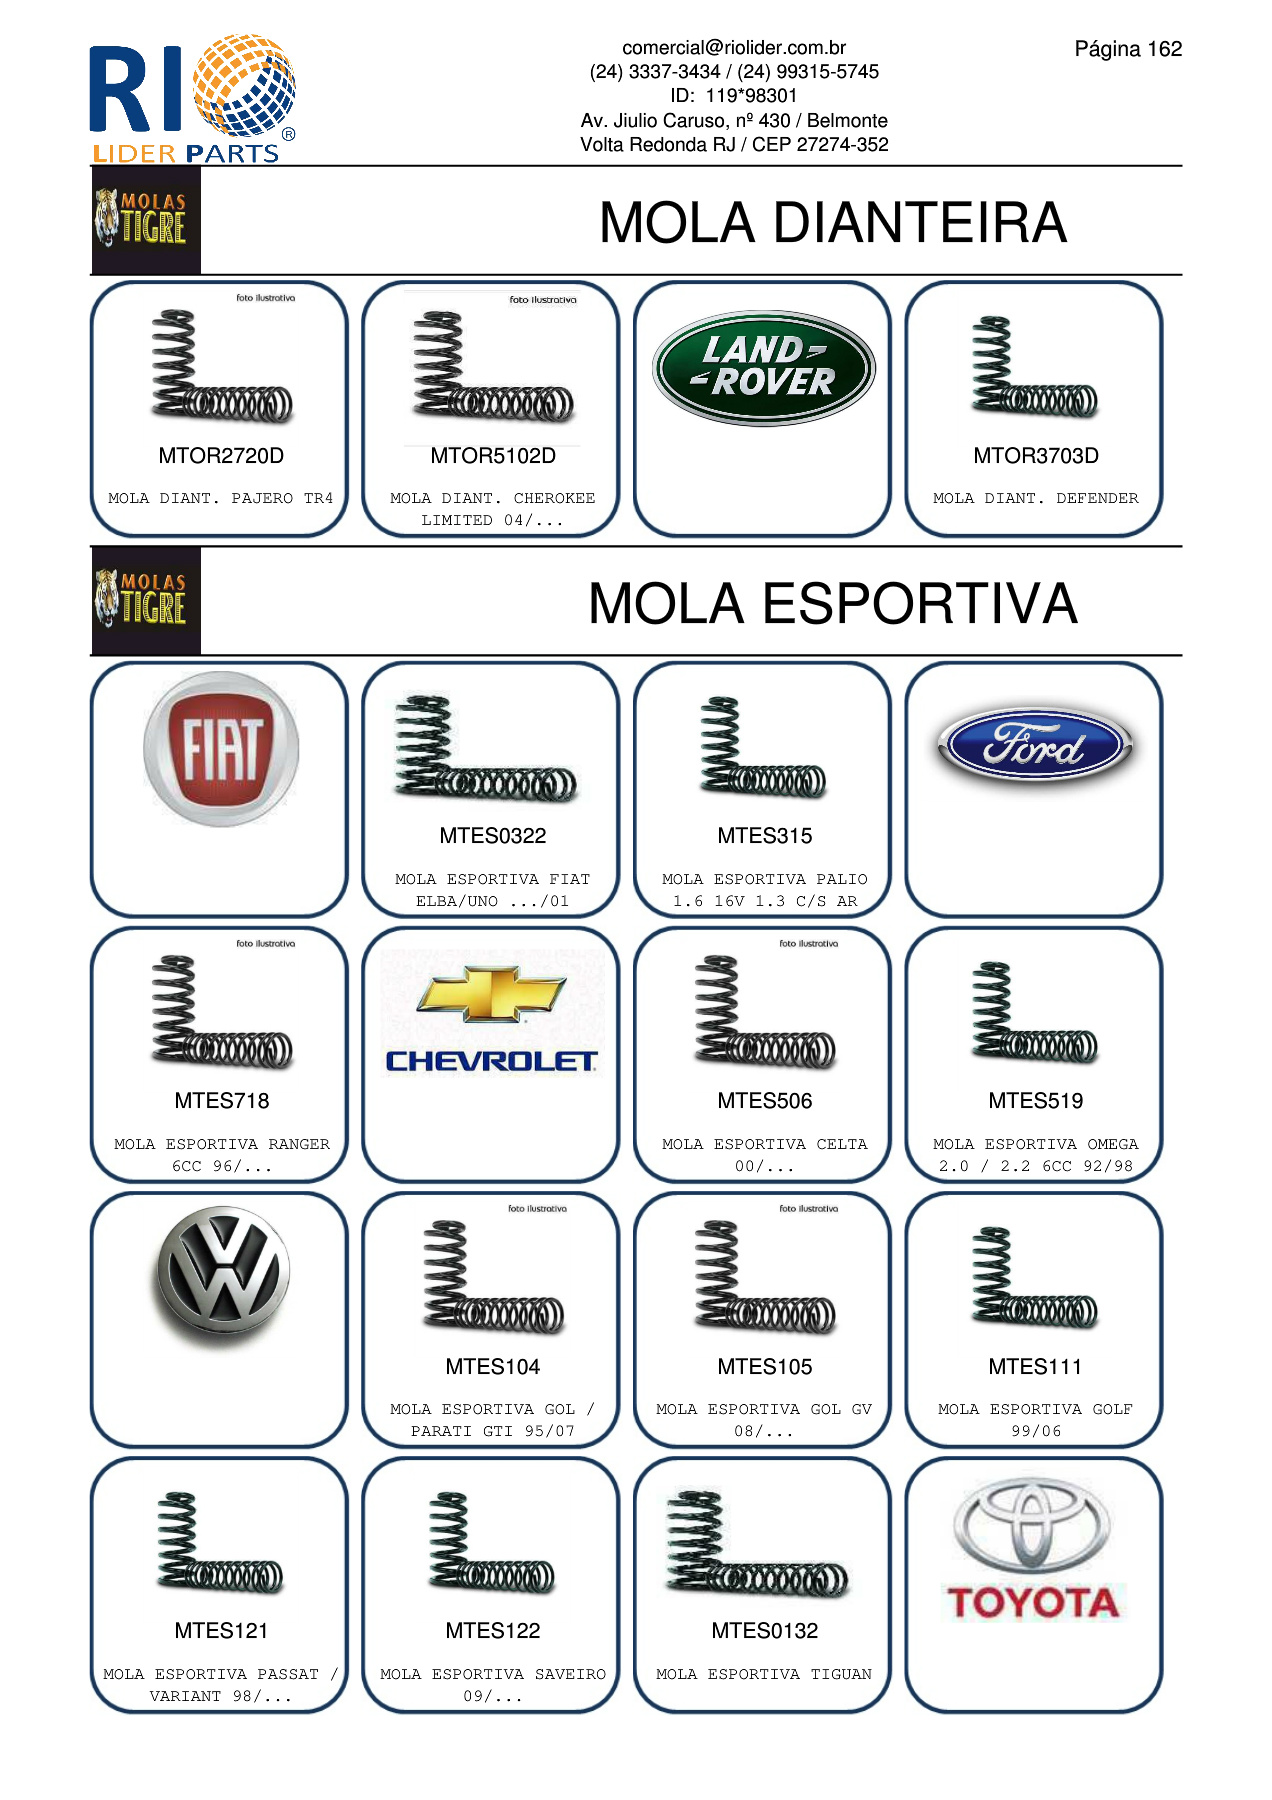 RIO
LIDER PARTS ®
comercial@riolider.com.br
(24) 3337-3434 / (24) 99315-5745
ID:  119*98301
Av. Jiulio Caruso, nº 430 / Belmonte
Volta Redonda RJ / CEP 27274-352
Página 162
MOLAS
TIGRE
MOLA DIANTEIRA
foto ilustrativa
MTOR2720D
MOLA DIANT. PAJERO TR4
foto ilustrativa
MTOR5102D
MOLA DIANT. CHEROKEE
LIMITED 04/...
LAND-
-ROVER
MTOR3703D
MOLA DIANT. DEFENDER
MOLAS
TIGRE
MOLA ESPORTIVA
FIAT
MTES0322
MOLA ESPORTIVA FIAT
ELBA/UNO .../01
MTES315
MOLA ESPORTIVA PALIO
1.6 16V 1.3 C/S AR
Ford
foto ilustrativa
MTES718
MOLA ESPORTIVA RANGER
6CC 96/...
CHEVROLET
foto ilustrativa
MTES506
MOLA ESPORTIVA CELTA
00/...
MTES519
MOLA ESPORTIVA OMEGA
2.0 / 2.2 6CC 92/98
VW
foto ilustrativa
MTES104
MOLA ESPORTIVA GOL /
PARATI GTI 95/07
foto ilustrativa
MTES105
MOLA ESPORTIVA GOL GV
08/...
MTES111
MOLA ESPORTIVA GOLF
99/06
MTES121
MOLA ESPORTIVA PASSAT /
VARIANT 98/...
MTES122
MOLA ESPORTIVA SAVEIRO
09/...
MTES0132
MOLA ESPORTIVA TIGUAN
TOYOTA